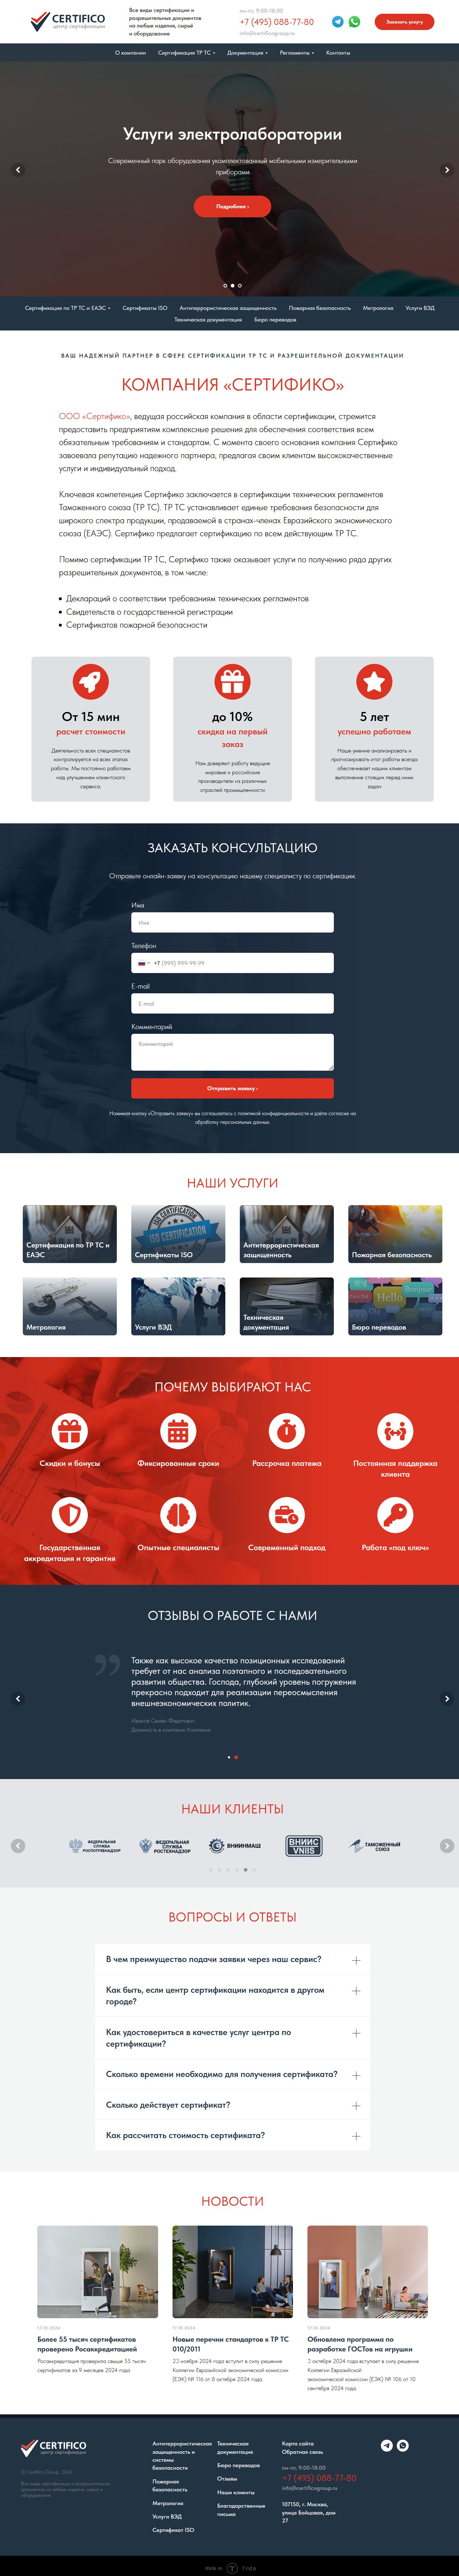 CERTIFICO
центр сертификации
Все виды сертификации и
разрешительных документов
на любые изделия, сырьё
и оборудование
пн-пт, 9:00-18:00
+7 (495) 088-77-80
info@certificogroup.ru
Заказать услугу
О компании
Сертификация ТР ТС
Документация
Регламенты
Контакты
Услуги электролаборатории
Современный парк оборудования укомплектованный мобильными измерительными
приборами.
Подробнее ›
Сертификация по ТР ТС и ЕАЭС
Сертификаты ISO
Антитеррористическая защищенность
Пожарная безопасность
Метрология
Услуги ВЭД
Техническая документация
Бюро переводов
ВАШ НАДЕЖНЫЙ ПАРТНЕР В СФЕРЕ СЕРТИФИКАЦИИ ТР ТС И РАЗРЕШИТЕЛЬНОЙ ДОКУМЕНТАЦИИ
КОМПАНИЯ «СЕРТИФИКО»
ООО «Сертифико», ведущая российская компания в области сертификации, стремится
предоставить предприятиям комплексные решения для обеспечения соответствия всем
обязательным требованиям и стандартам. С момента своего основания компания Сертифико
завоевала репутацию надежного партнера, предлагая своим клиентам высококачественные
услуги и индивидуальный подход.
Ключевая компетенция Сертифико заключается в сертификации технических регламентов
Таможенного союза (ТР ТС). ТР ТС устанавливает единые требования безопасности для
широкого спектра продукции, продаваемой в странах-членах Евразийского экономического
союза (ЕАЭС). Сертифико предлагает сертификацию по всем действующим ТР ТС.
Помимо сертификации ТР ТС, Сертифико также оказывает услуги по получению ряда других
разрешительных документов, в том числе:
• Деклараций о соответствии требованиям технических регламентов
• Свидетельств о государственной регистрации
• Сертификатов пожарной безопасности
От 15 мин
расчет стоимости
Деятельность всех специалистов
контролируется на всех этапах
работы. Мы постоянно работаем
над улучшением клиентского
сервиса.
до 10%
скидка на первый
заказ
Нам доверяют работу ведущие
мировые и российские
производители из различных
отраслей промышленности
5 лет
успешно работаем
Наше умение анализировать и
прогнозировать итог работы всегда
обеспечивает нашим клиентам
выполнение стоящих перед ними
задач
ЗАКАЗАТЬ КОНСУЛЬТАЦИЮ
Отправьте онлайн-заявку на консультацию нашему специалисту по сертификации.
Имя
Имя
Телефон
+7 (999) 999-99-99
E-mail
E-mail
Комментарий
Комментарий
Отправить заявку ›
Нажимая кнопку «Отправить заявку» вы соглашаетесь с политикой конфиденциальности и даёте согласие на
обработку персональных данных.
НАШИ УСЛУГИ
Сертификация по ТР ТС и
ЕАЭС
ISO CERTIFICATION
Сертификаты ISO
Антитеррористическая
защищенность
Пожарная безопасность
Метрология
Услуги ВЭД
Техническая
документация
Hello
Bonjour
Бюро переводов
ПОЧЕМУ ВЫБИРАЮТ НАС
Скидки и бонусы
Фиксированные сроки
Рассрочка платежа
Постоянная поддержка
клиента
Государственная
аккредитация и гарантия
Опытные специалисты
Современный подход
Работа «под ключ»
ОТЗЫВЫ О РАБОТЕ С НАМИ
Также как высокое качество позиционных исследований
требует от нас анализа поэтапного и последовательного
развития общества. Господа, глубокий уровень погружения
прекрасно подходит для реализации переосмысления
внешнеэкономических политик.
Иванов Семён Федотович
Должность в компании Компания
НАШИ КЛИЕНТЫ
ФЕДЕРАЛЬНАЯ
СЛУЖБА
РОСПОТРЕБНАДЗОР
ФЕДЕРАЛЬНАЯ
СЛУЖБА
РОСТЕХНАДЗОР
ВНИИНМАШ
ВНИИС
VNIIS
ТАМОЖЕННЫЙ
СОЮЗ
ВОПРОСЫ И ОТВЕТЫ
В чем преимущество подачи заявки через наш сервис?
Как быть, если центр сертификации находится в другом
городе?
Как удостовериться в качестве услуг центра по
сертификации?
Сколько времени необходимо для получения сертификата?
Сколько действует сертификат?
Как рассчитать стоимость сертификата?
НОВОСТИ
17.10.2024
Более 55 тысяч сертификатов
проверено Росаккредитацией
Росаккредитация проверила свыше 55 тысяч
сертификатов за 9 месяцев 2024 года
17.10.2024
Новые перечни стандартов к ТР ТС
010/2011
23 ноября 2024 года вступит в силу решение
Коллегии Евразийской экономической комиссии
(ЕЭК) № 116 от 8 октября 2024 года.
17.10.2024
Обновлена программа по
разработке ГОСТов на игрушки
3 октября 2024 года вступает в силу решение
Коллегии Евразийской
экономической комиссии (ЕЭК) № 106 от 10
сентября 2024 года.
CERTIFICO
центр сертификации
© Certifico Group, 2024
Все виды сертификации и разрешительных
документов на любые изделия, сырьё и
оборудование
Антитеррористическая
защищенность и
системы
безопасности
Пожарная
безопасность
Метрология
Услуги ВЭД
Сертификат ISO
Техническая
документация
Бюро переводов
Отзывы
Наши клиенты
Благодарственные
письма
Карта сайта
Обратная связь
пн-пт, 9:00-18:00
+7 (495) 088-77-80
info@certificogroup.ru
107150, г. Москва,
улица Бойцовая, дом
27
Made on
Tilda